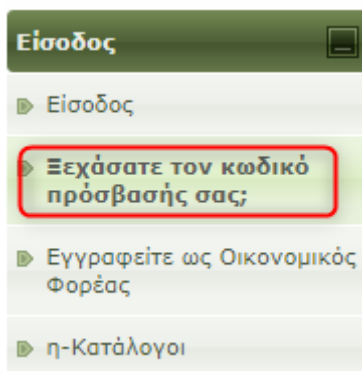 Είσοδος
Είσοδος
Ξεχάσατε τον κωδικό
πρόσβασής σας;
Εγγραφείτε ως Οικονομικός
Φορέας
η-Κατάλογοι